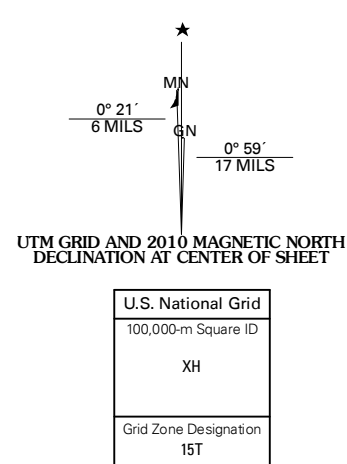 ★
MN
0° 21´
6 MILS
GN
0° 59´
17 MILS
UTM GRID AND 2010 MAGNETIC NORTH
DECLINATION AT CENTER OF SHEET
U.S. National Grid
100,000-m Square ID
XH
Grid Zone Designation
15T